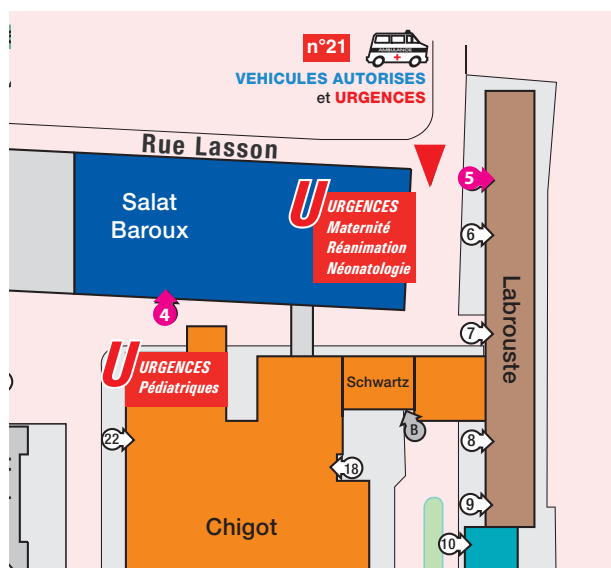 n°21
AMBULANCE
VEHICULES AUTORISES
et URGENCES
Rue Lasson
Salat
Baroux
U URGENCES
Maternité
Réanimation
Néonatologie
5
6
4
Labrouste
7
U URGENCES
Pédiatriques
Schwartz
B
22
8
18
9
Chigot
10